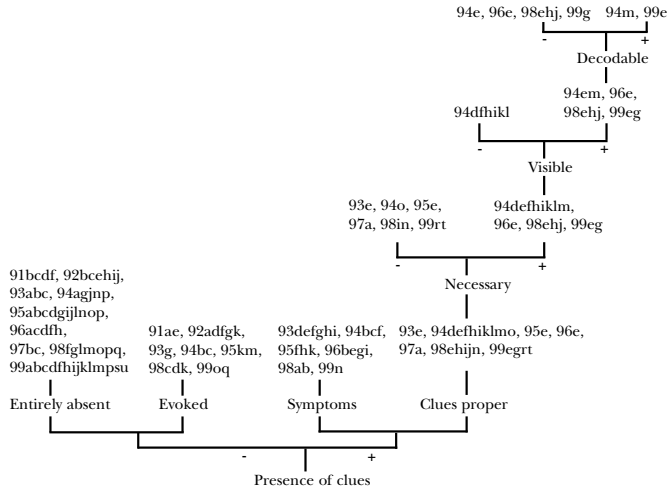 94e, 96e, 98ehj, 99g 94m, 99e
- +
Decodable
94em, 96e,
98ehj, 99eg
94dfhikl
- +
Visible
93e, 94o, 95e,
97a, 98in, 99rt
94defhiklm,
96e, 98ehj, 99eg
- +
Necessary
91bcdf, 92bcehij,
93abc, 94agjnp,
95abcdgijlnop,
96acdfh,
97bc, 98fglmopq,
99abcdfhijklmpsu
91ae, 92adfgk,
93g, 94bc, 95km,
98cdk, 99oq
93defghi, 94bcf,
95fhk, 96begi,
98ab, 99n
93e, 94defhiklmo, 95e, 96e,
97a, 98ehijn, 99egrt
Entirely absent Evoked Symptoms Clues proper
- +
Presence of clues